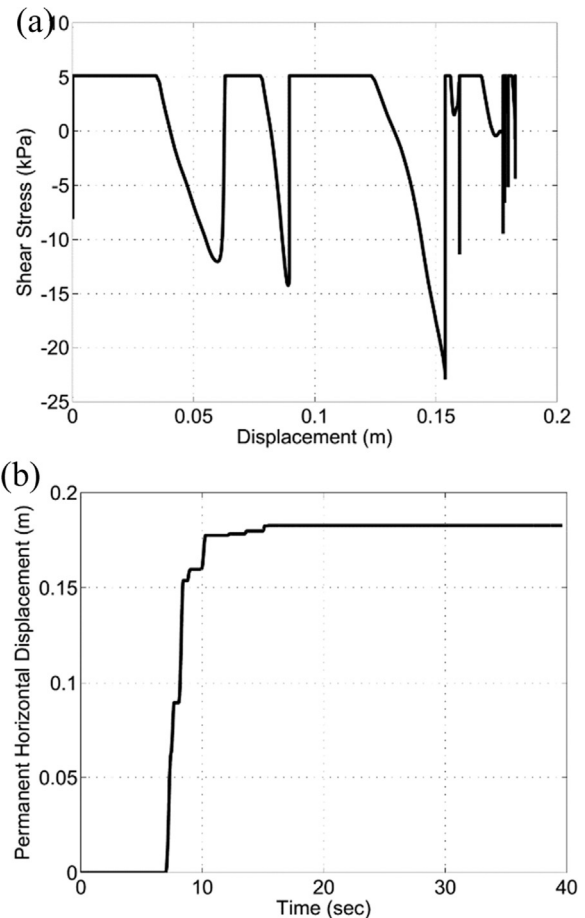 (a)
10
5
0
-5
-10
-15
-20
-25
Shear Stress (kPa)
0 0.05 0.1 0.15 0.2
Displacement (m)
(b)
0.2
0.15
0.1
0.05
0
Permanent Horizontal Displacement (m)
0 10 20 30 40
Time (sec)